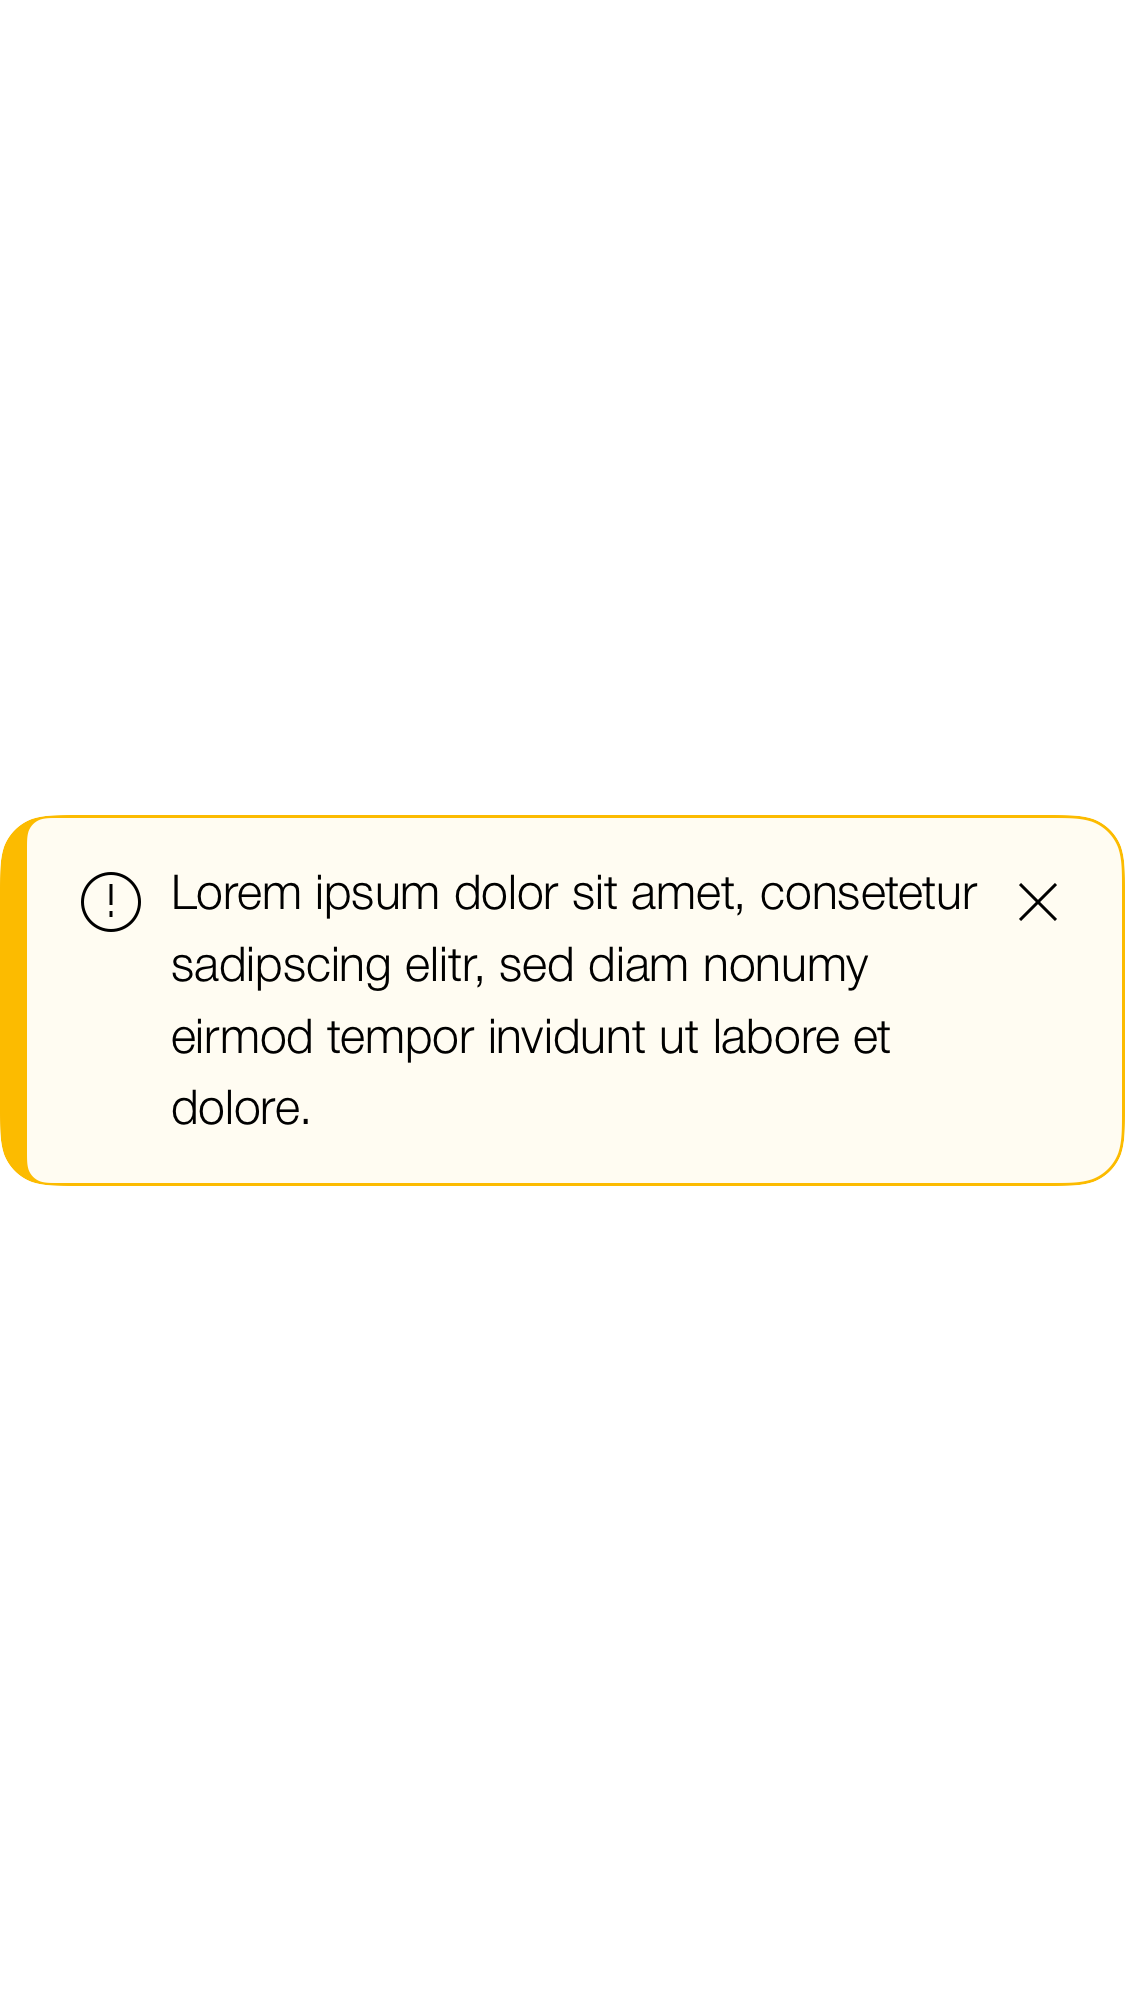 Lorem ipsum dolor sit amet, consetetur
sadipscing elitr, sed diam nonumy
eirmod tempor invidunt ut labore et
dolore.